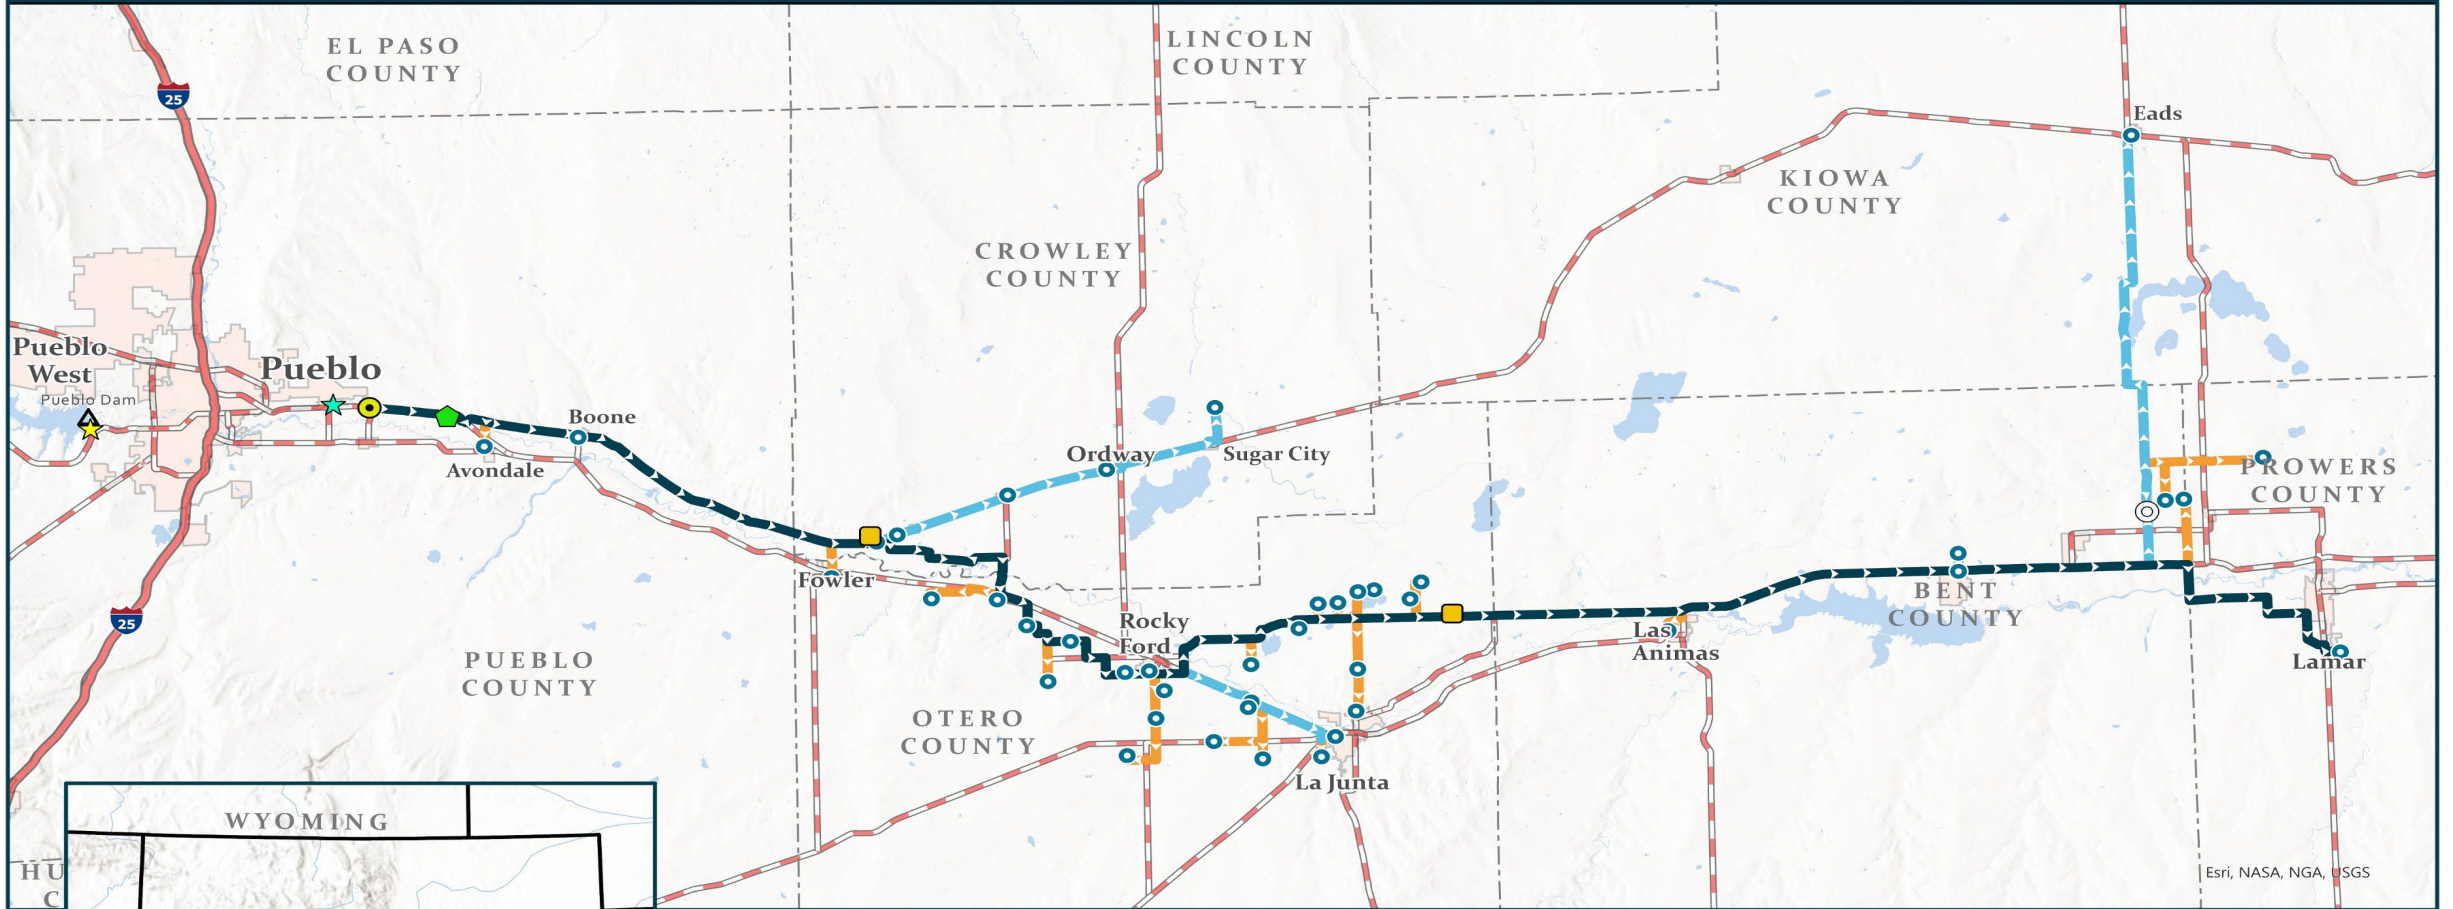 EL PASO
COUNTY
LINCOLN
COUNTY
25
Eads
KIOWA
COUNTY
CROWLEY
COUNTY
Pueblo
West
Pueblo
Pueblo Dam
Boone
Avondale
Ordway
Sugar City
PROWERS
COUNTY
Fowler
BENT
COUNTY
Rocky
Ford
Las
Animas
Lamar
25
PUEBLO
COUNTY
OTERO
COUNTY
La Junta
WYOMING
HU
C
Esri, NASA, NGA, USGS